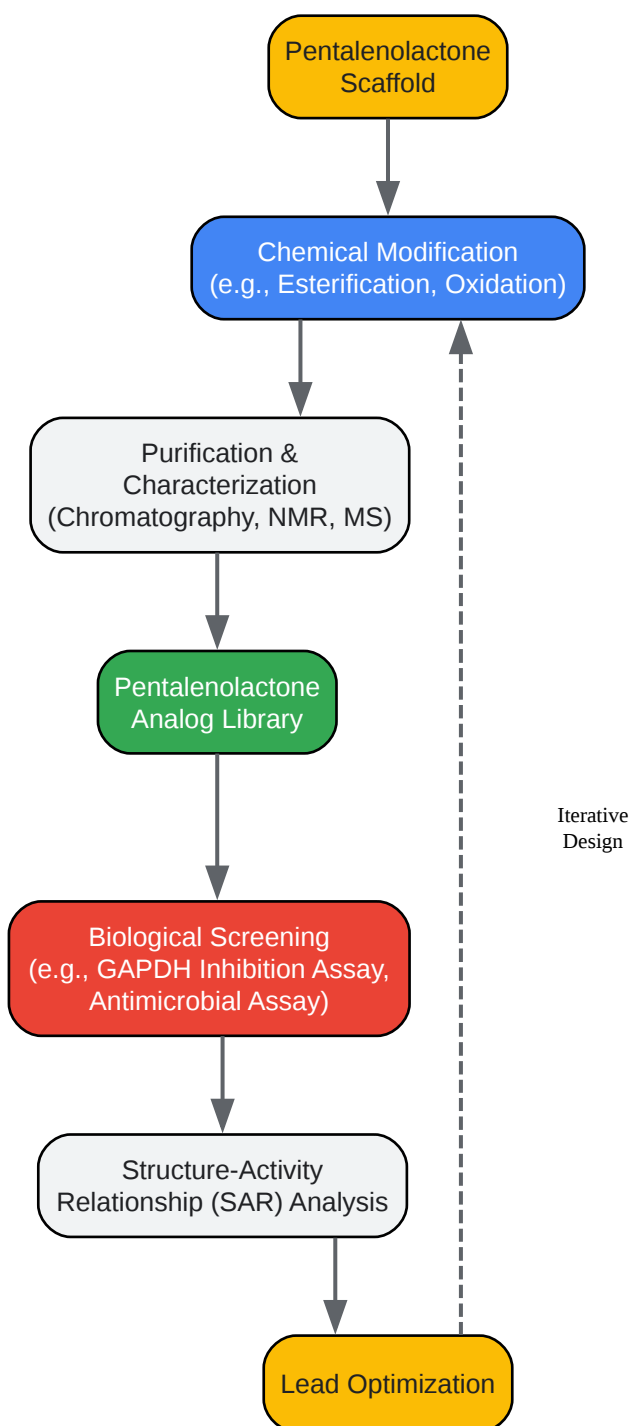 Pentalenolactone
Scaffold
Chemical Modification
(e.g., Esterification, Oxidation)
Purification &
Characterization
(Chromatography, NMR, MS)
Pentalenolactone
Analog Library
Iterative
Design
Biological Screening
(e.g., GAPDH Inhibition Assay,
Antimicrobial Assay)
Structure-Activity
Relationship (SAR) Analysis
Lead Optimization